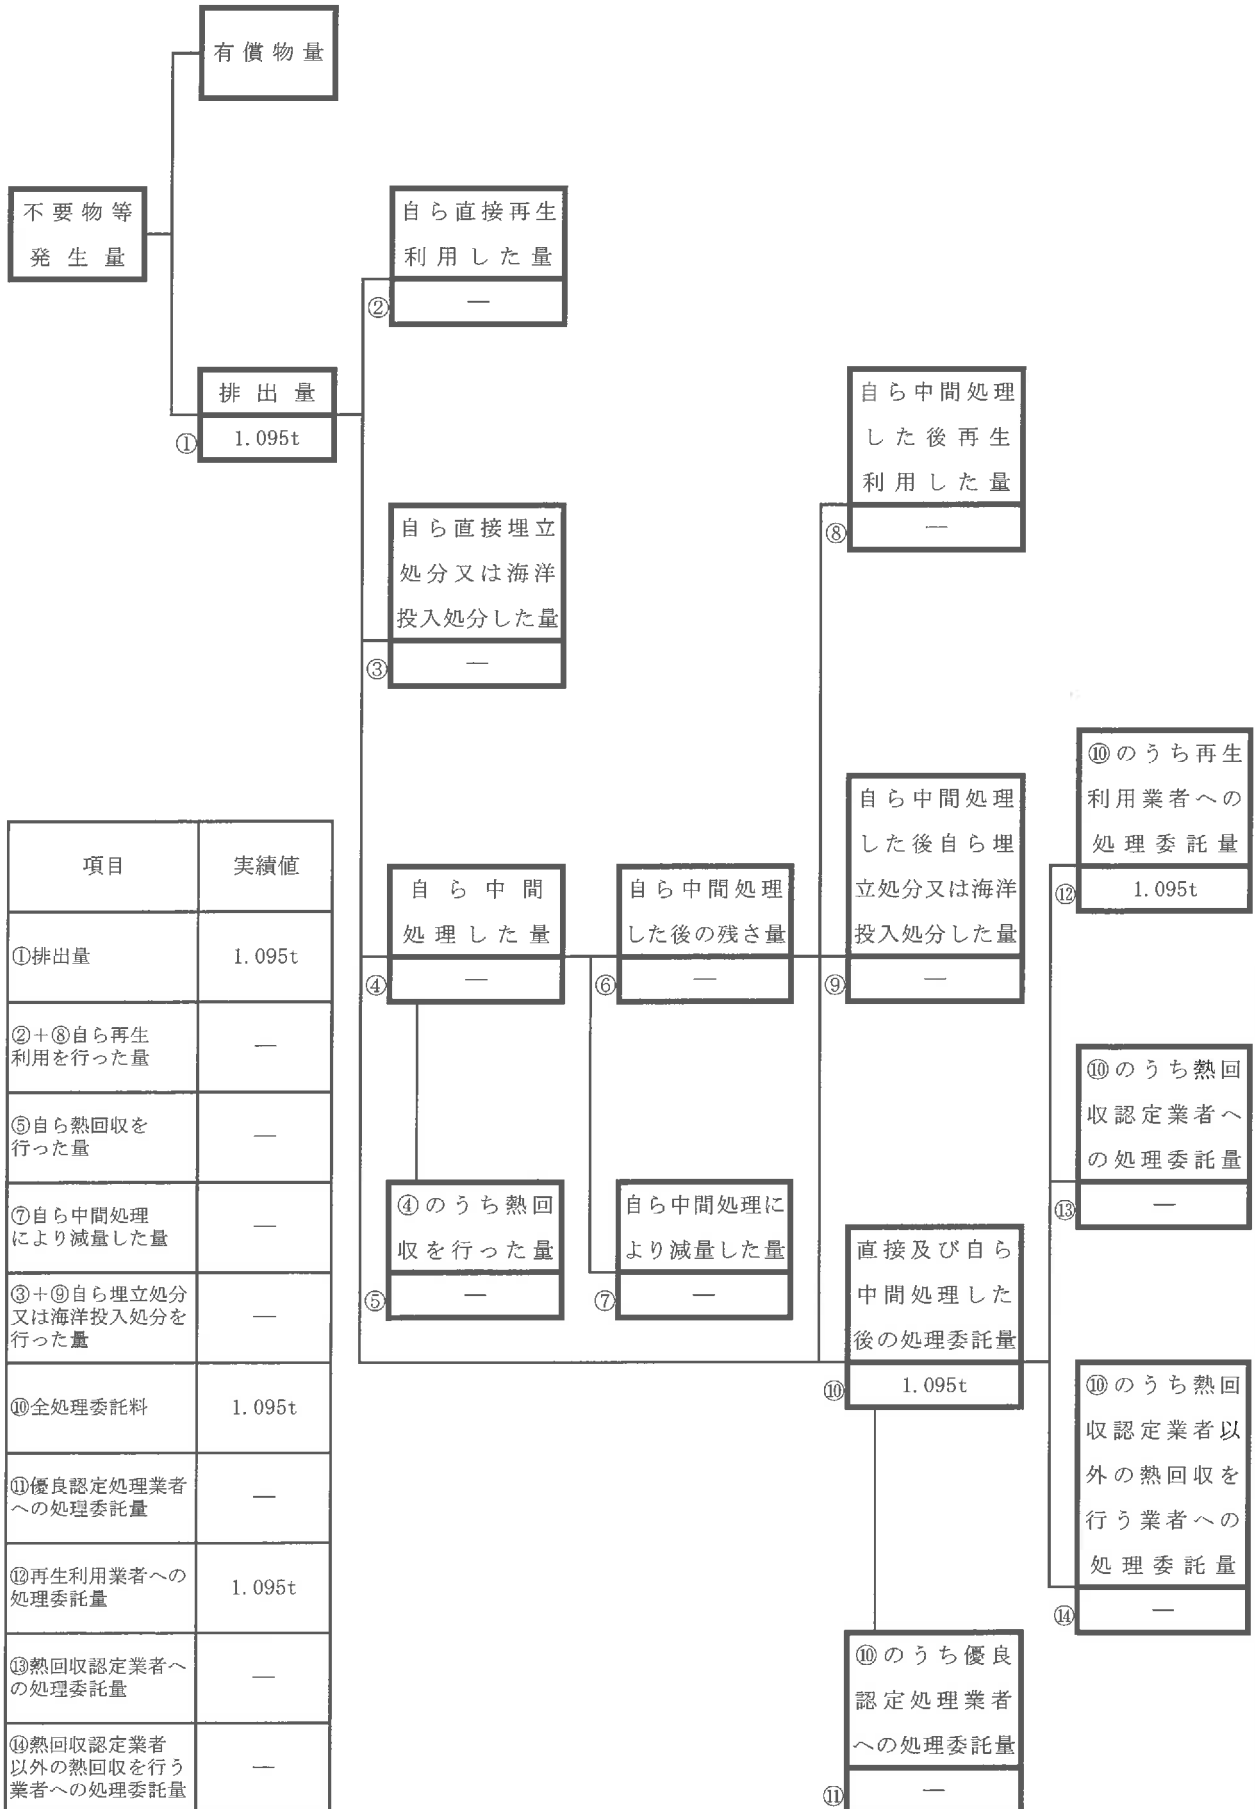 有償物量
不要物等
発生量
自ら直接再生
利用した量
②
―
排出量
①
1.095t
自ら中間処理
した後再生
利用した量
⑧
―
自ら直接埋立
処分又は海洋
投入処分した量
③
―
⑩のうち再生
利用業者への
処理委託量
⑫
1.095t
自ら中間処理
した後自ら埋
立処分又は海洋
投入処分した量
⑨
―
自ら中間
処理した量
④
―
自ら中間処理
した後の残さ量
⑥
―
⑩のうち熱回
収認定業者へ
の処理委託量
⑬
―
④のうち熱回
収を行った量
⑤
―
自ら中間処理に
より減量した量
⑦
―
直接及び自ら
中間処理した
後の処理委託量
⑩
1.095t
⑩のうち熱回
収認定業者以
外の熱回収を
行う業者への
処理委託量
⑭
―
⑩のうち優良
認定処理業者
への処理委託量
⑪
―
項目
実績値
①排出量
1.095t
②+⑧自ら再生
利用を行った量
―
⑤自ら熱回収を
行った量
―
⑦自ら中間処理
により減量した量
―
③+⑨自ら埋立処分
又は海洋投入処分を
行った量
―
⑩全処理委託料
1.095t
⑪優良認定処理業者
への処理委託量
―
⑫再生利用業者への
処理委託量
1.095t
⑬熱回収認定業者へ
の処理委託量
―
⑭熱回収認定業者
以外の熱回収を行う
業者への処理委託量
―